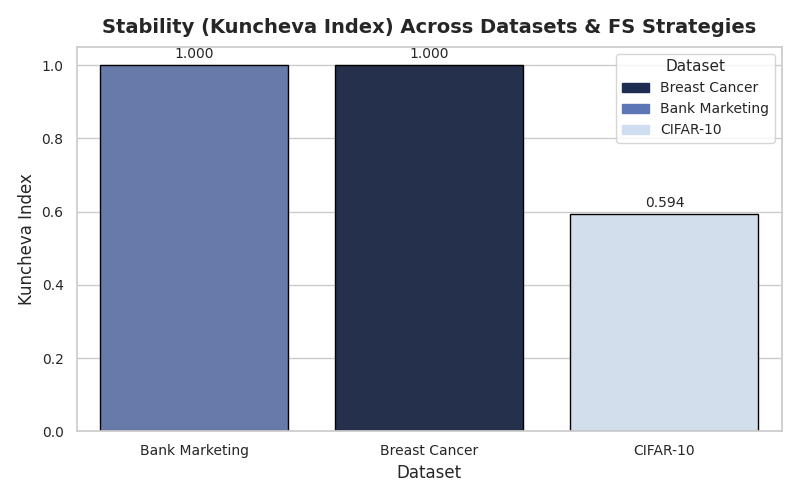 Stability (Kuncheva Index) Across Datasets & FS Strategies
1.000
1.000
0.594
Dataset
Breast Cancer
Bank Marketing
CIFAR-10
Kuncheva Index
1.0
0.8
0.6
0.4
0.2
0.0
Bank Marketing
Breast Cancer
CIFAR-10
Dataset